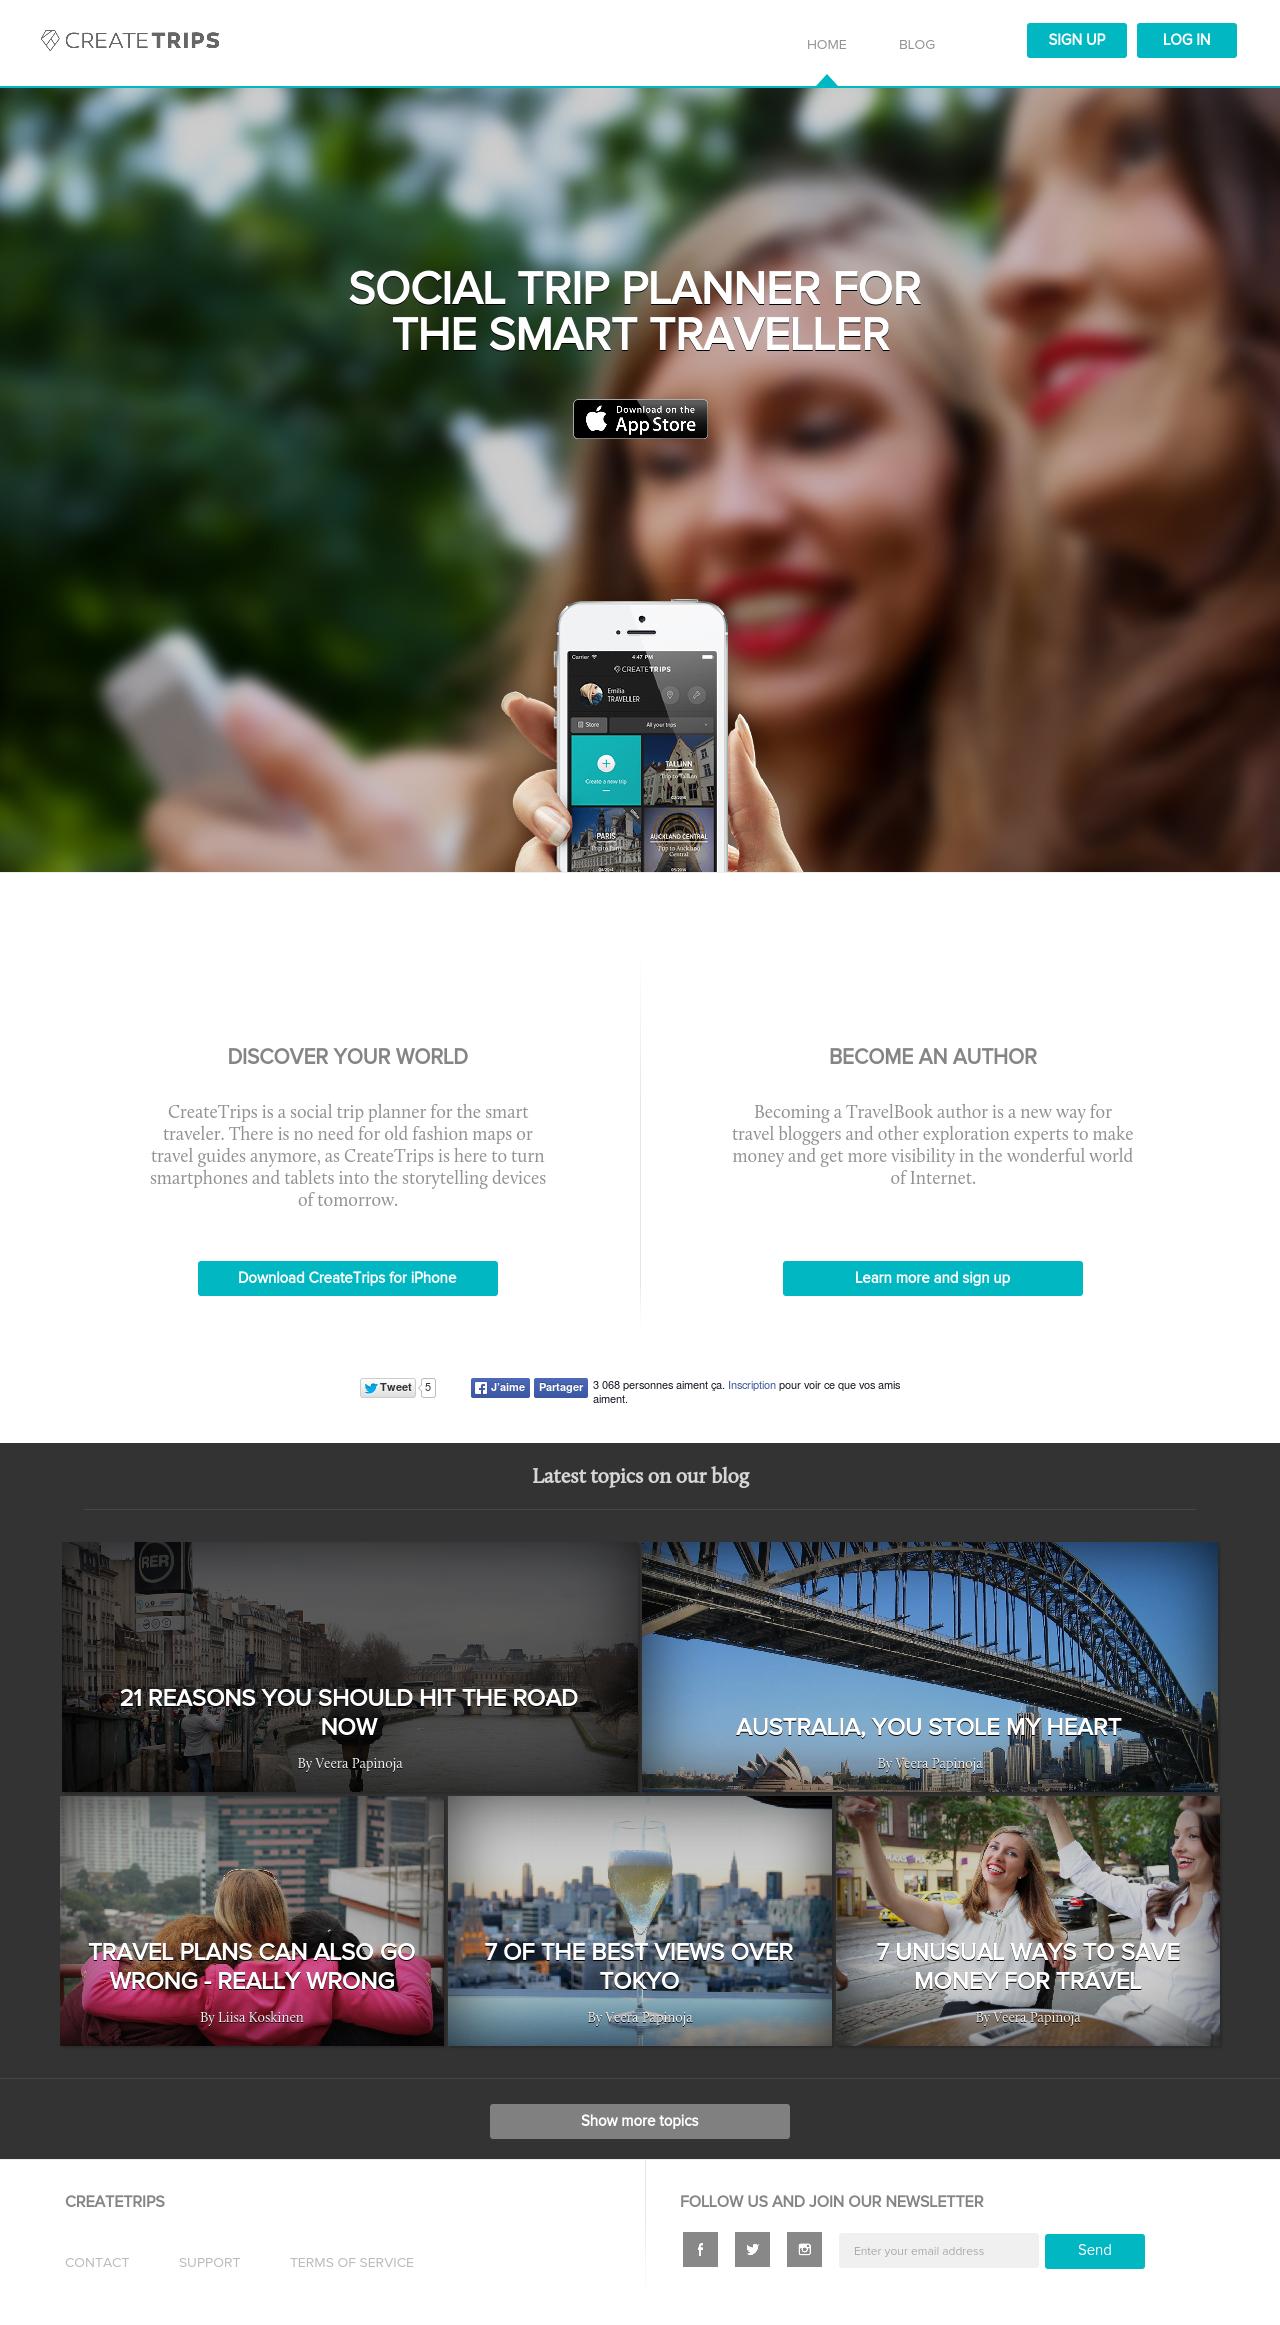 CREATETRIPS
HOME
BLOG
SIGN UP
LOG IN
SOCIAL TRIP PLANNER FOR
THE SMART TRAVELLER
Download on the
App Store
Carrier
4:47 PM
CREATETRIPS
Emilia
TRAVELLER
Store
All your trips
Create a new trip
TALLINN
Trip to Tallinn
PARIS
Trip to Paris
AUCKLAND CENTRAL
Trip to Auckland
Central
DISCOVER YOUR WORLD
CreateTrips is a social trip planner for the smart
traveler. There is no need for old fashion maps or
travel guides anymore, as CreateTrips is here to turn
smartphones and tablets into the storytelling devices
of tomorrow.
Download CreateTrips for iPhone
BECOME AN AUTHOR
Becoming a TravelBook author is a new way for
travel bloggers and other exploration experts to make
money and get more visibility in the wonderful world
of Internet.
Learn more and sign up
Tweet
5
J'aime
Partager
3 068 personnes aiment ça. Inscription pour voir ce que vos amis
aiment.
Latest topics on our blog
RER
21 REASONS YOU SHOULD HIT THE ROAD
NOW
By Veera Papinoja
AUSTRALIA, YOU STOLE MY HEART
By Veera Papinoja
TRAVEL PLANS CAN ALSO GO
WRONG - REALLY WRONG
By Liisa Koskinen
7 OF THE BEST VIEWS OVER
TOKYO
By Veera Papinoja
7 UNUSUAL WAYS TO SAVE
MONEY FOR TRAVEL
By Veera Papinoja
Show more topics
CREATETRIPS
CONTACT
SUPPORT
TERMS OF SERVICE
FOLLOW US AND JOIN OUR NEWSLETTER
Enter your email address
Send